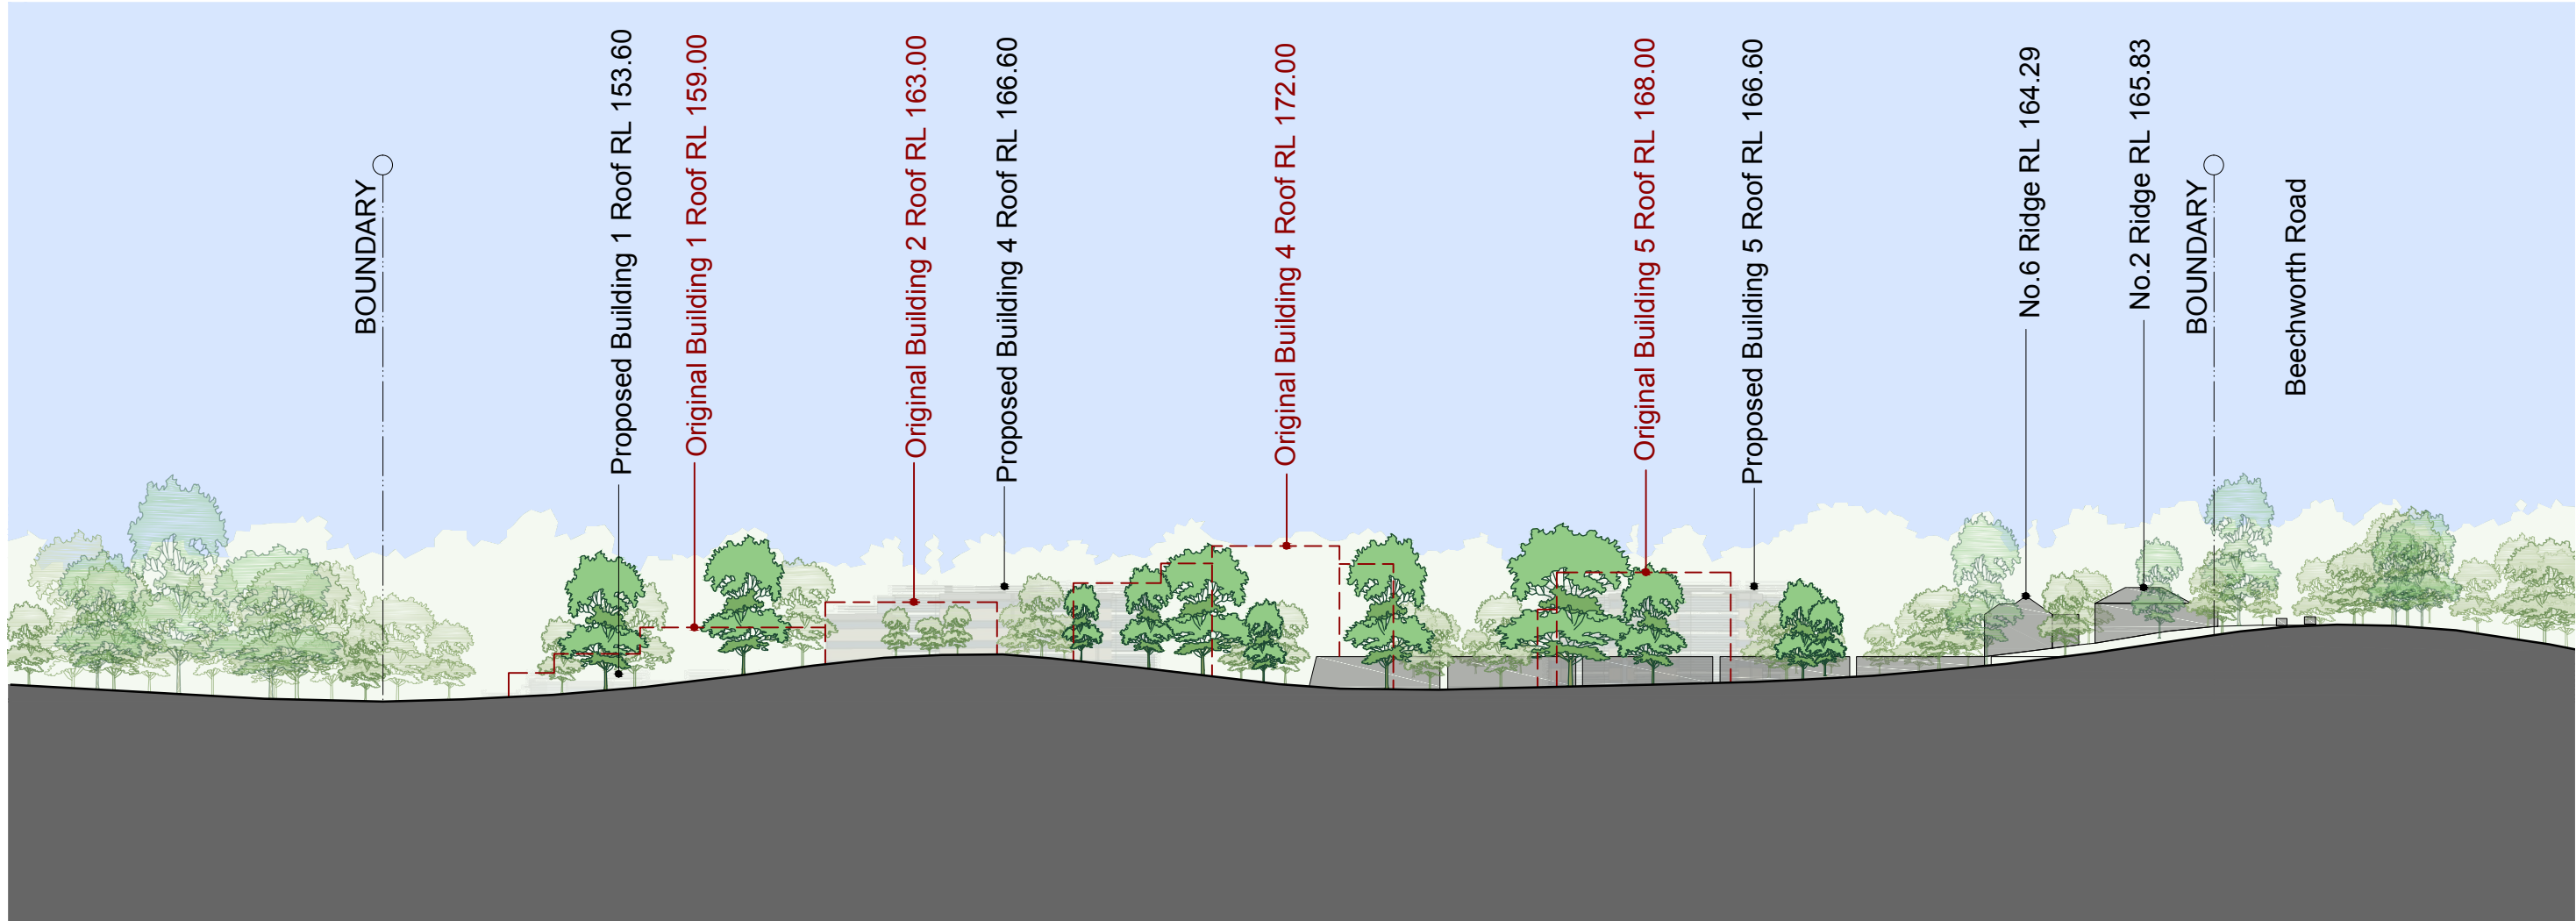 BOUNDARY
Proposed Building 1 Roof RL 153.60
Original Building 1 Roof RL 159.00
Original Building 2 Roof RL 163.00
Proposed Building 4 Roof RL 166.60
Original Building 4 Roof RL 172.00
Original Building 5 Roof RL 168.00
Proposed Building 5 Roof RL 166.60
No.6 Ridge RL 164.29
No.2 Ridge RL 165.83
BOUNDARY
Beechworth Road